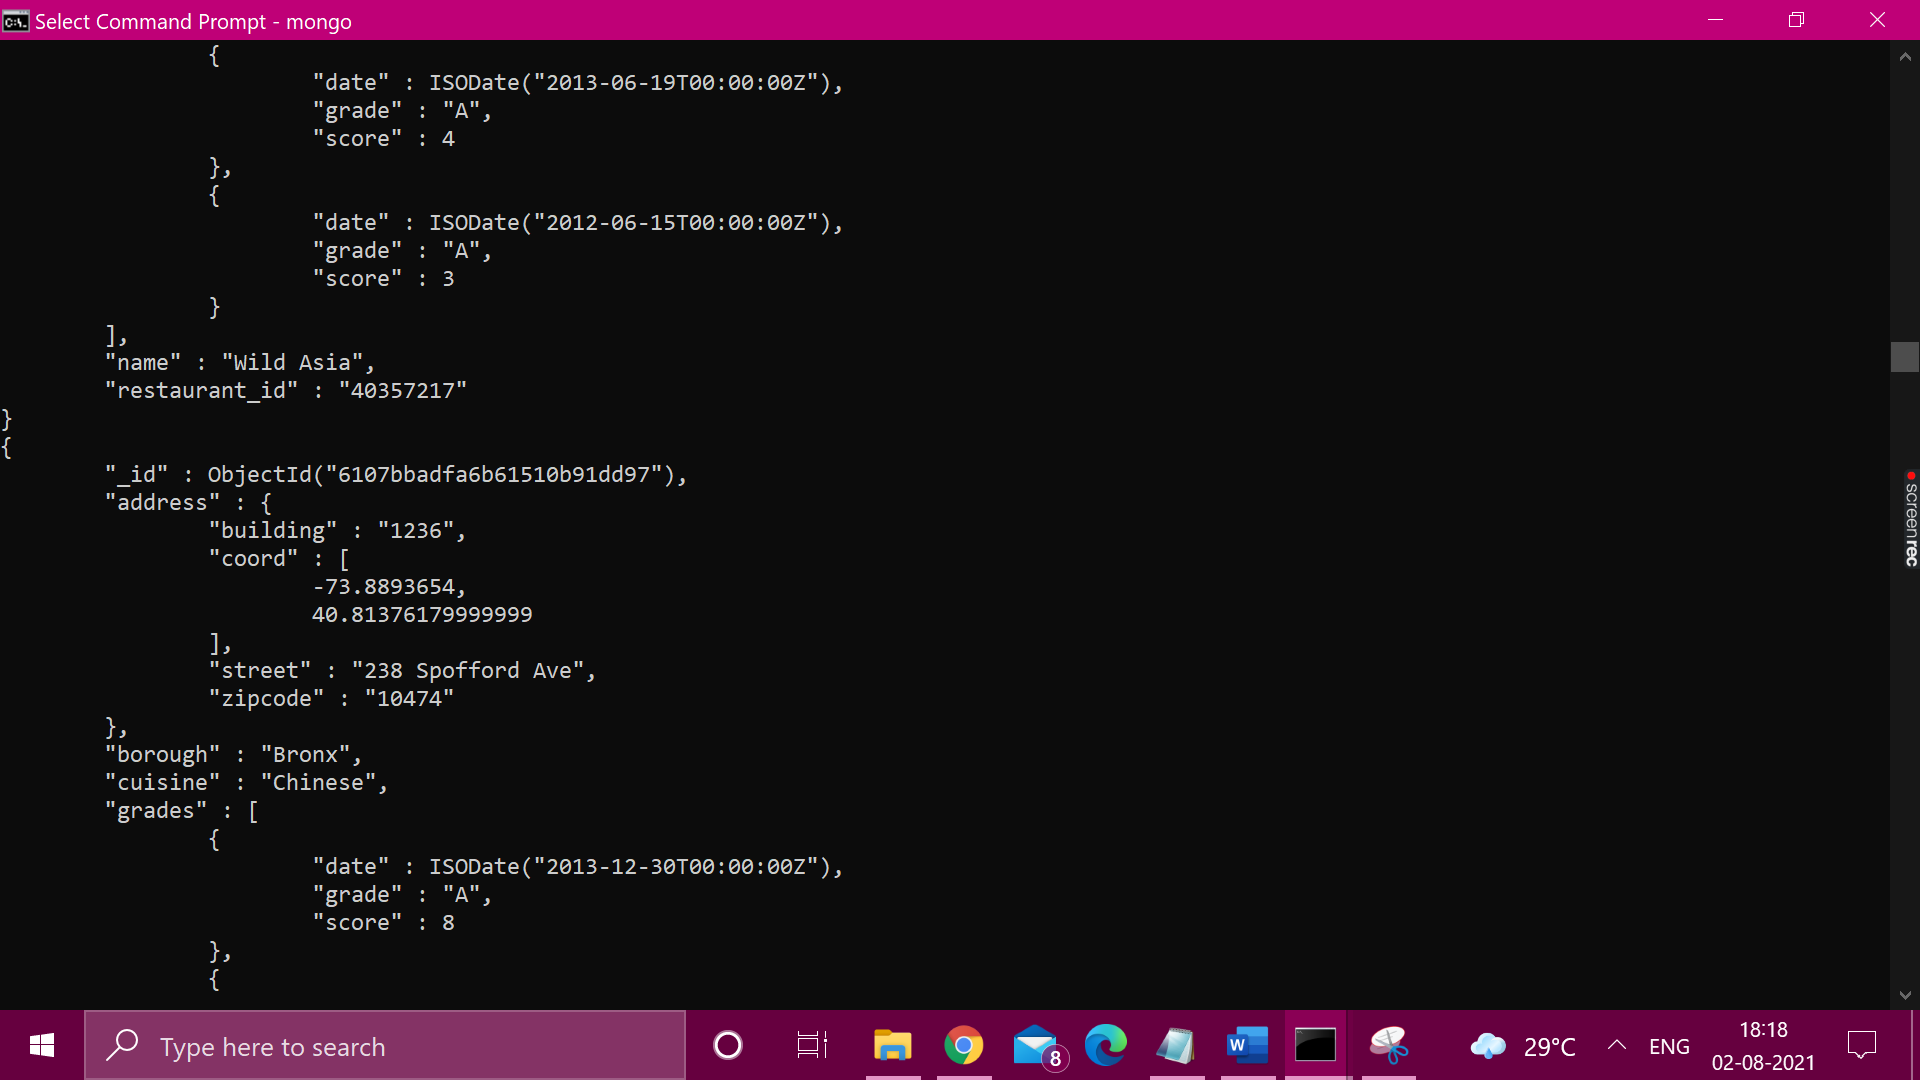 Select Command Prompt - mongo
{
"date" : ISODate("2013-06-19T00:00:00Z"),
"grade" : "A",
"score" : 4
},
{
"date" : ISODate("2012-06-15T00:00:00Z"),
"grade" : "A",
"score" : 3
}
],
"name" : "Wild Asia",
"restaurant_id" : "40357217"
}
{
"_id" : ObjectId("6107bbadfa6b61510b91dd97"),
"address" : {
"building" : "1236",
"coord" : [
-73.8893654,
40.81376179999999
],
"street" : "238 Spofford Ave",
"zipcode" : "10474"
},
"borough" : "Bronx",
"cuisine" : "Chinese",
"grades" : [
{
"date" : ISODate("2013-12-30T00:00:00Z"),
"grade" : "A",
"score" : 8
},
{
screenrec
Type here to search
8
W
29°C
ENG
18:18
02-08-2021